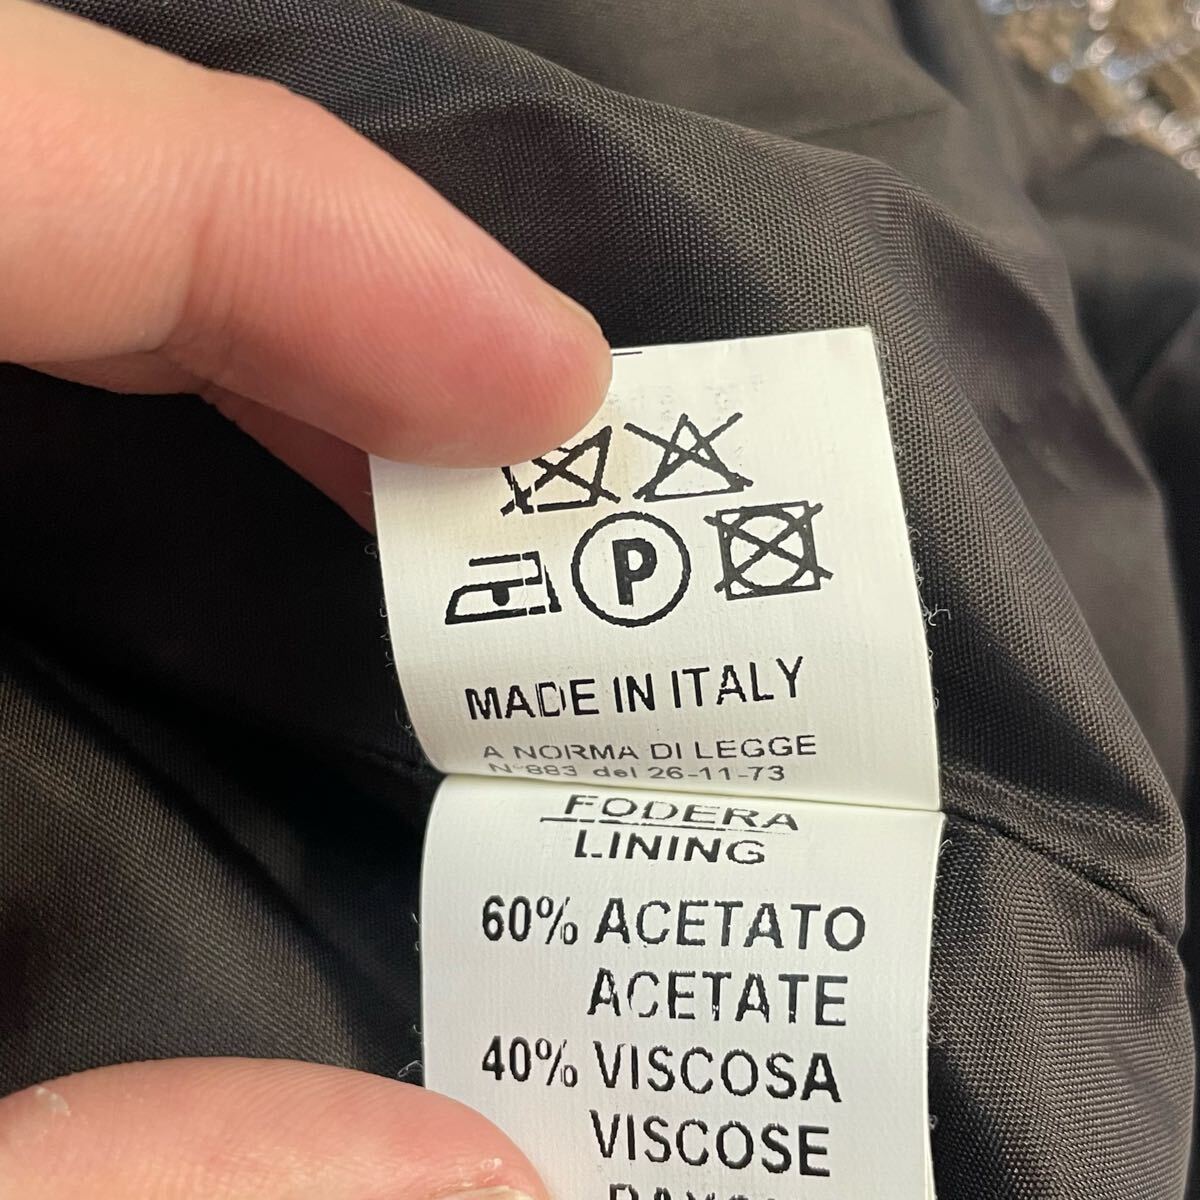 P
MADE IN ITALY
A NORMA DI LEGGE
N°883 del 26-11-73
FODERA
LINING
60% ACETATO
ACETATE
40% VISCOSA
VISCOSE